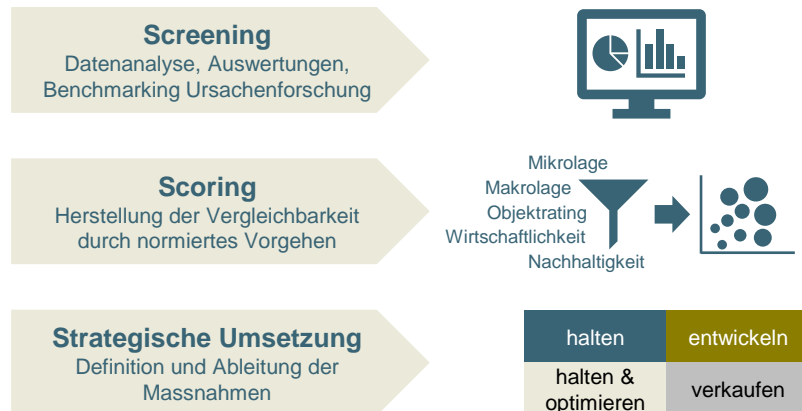 Screening
Datenanalyse, Auswertungen,
Benchmarking Ursachenforschung
Scoring
Herstellung der Vergleichbarkeit
durch normiertes Vorgehen
Mikrolage
Makrolage
Objektrating
Wirtschaftlichkeit
Nachhaltigkeit
Strategische Umsetzung
Definition und Ableitung der
Massnahmen
halten
entwickeln
halten &
optimieren
verkaufen